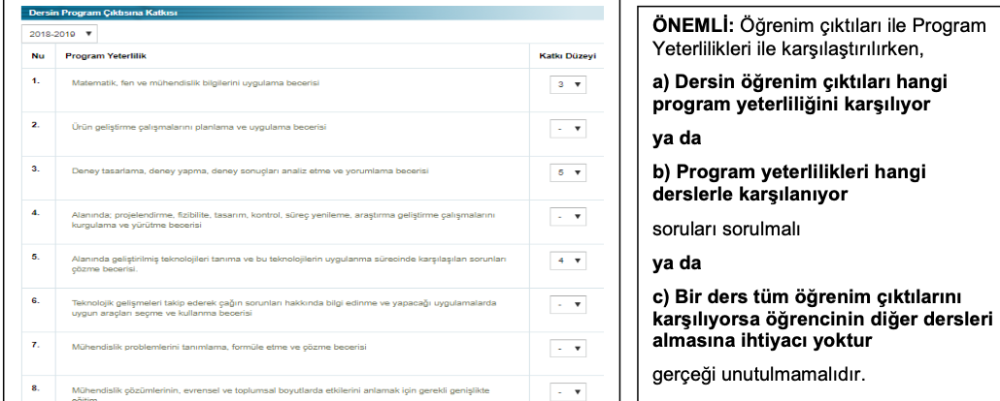 Dersin Program Çıktısına Katkısı
2018-2019 ▼
Nu Program Yeterlilik Katkı Düzeyi
1. Matematik, fen ve mühendislik bilgilerini uygulama becerisi 3 ▼
2. Ürün geliştirme çalışmalarını planlama ve uygulama becerisi - ▼
3. Deney tasarlama, deney yapma, deney sonuçları analiz etme ve yorumlama becerisi 5 ▼
4. Alanında; projelendirme, fizibilite, tasarım, kontrol, süreç yenileme, araştırma geliştirme çalışmalarını
kurgulama ve yürütme becerisi - ▼
5. Alanında geliştirilmiş teknolojileri tanıma ve bu teknolojilerin uygulanma sürecinde karşılaşılan sorunları
çözme becerisi. 4 ▼
6. Teknolojik gelişmeleri takip ederek çağın sorunları hakkında bilgi edinme ve yapacağı uygulamalarda
uygun araçları seçme ve kullanma becerisi - ▼
7. Mühendislik problemlerini tanımlama, formüle etme ve çözme becerisi - ▼
8. Mühendislik çözümlerinin, evrensel ve toplumsal boyutlarda etkilerini anlamak için gerekli genişlikte
eğitim - ▼
ÖNEMLİ: Öğrenim çıktıları ile Program
Yeterlilikleri ile karşılaştırılırken,
a) Dersin öğrenim çıktıları hangi
program yeterliliğini karşılıyor
ya da
b) Program yeterlilikleri hangi
derslerle karşılanıyor
soruları sorulmalı
ya da
c) Bir ders tüm öğrenim çıktılarını
karşılıyorsa öğrencinin diğer dersleri
almasına ihtiyacı yoktur
gerçeği unutulmamalıdır.